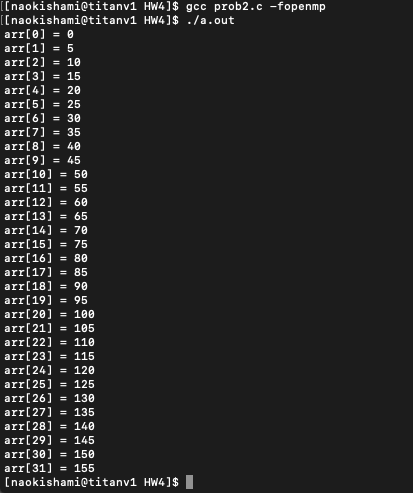 [[naokishami@titanv1 HW4]$ gcc prob2.c -fopenmp
[[naokishami@titanv1 HW4]$ ./a.out
arr[0] = 0
arr[1] = 5
arr[2] = 10
arr[3] = 15
arr[4] = 20
arr[5] = 25
arr[6] = 30
arr[7] = 35
arr[8] = 40
arr[9] = 45
arr[10] = 50
arr[11] = 55
arr[12] = 60
arr[13] = 65
arr[14] = 70
arr[15] = 75
arr[16] = 80
arr[17] = 85
arr[18] = 90
arr[19] = 95
arr[20] = 100
arr[21] = 105
arr[22] = 110
arr[23] = 115
arr[24] = 120
arr[25] = 125
arr[26] = 130
arr[27] = 135
arr[28] = 140
arr[29] = 145
arr[30] = 150
arr[31] = 155
[naokishami@titanv1 HW4]$